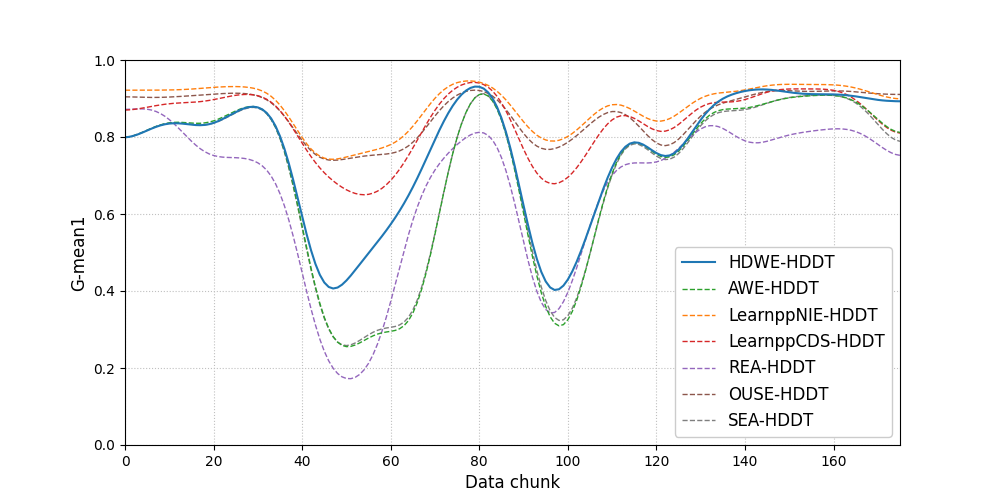 1.0
0.8
0.6
0.4
0.2
0.0
G-mean1
0 20 40 60 80 100 120 140 160
Data chunk
HDWE-HDDT
AWE-HDDT
LearnppNIE-HDDT
LearnppCDS-HDDT
REA-HDDT
OUSE-HDDT
SEA-HDDT